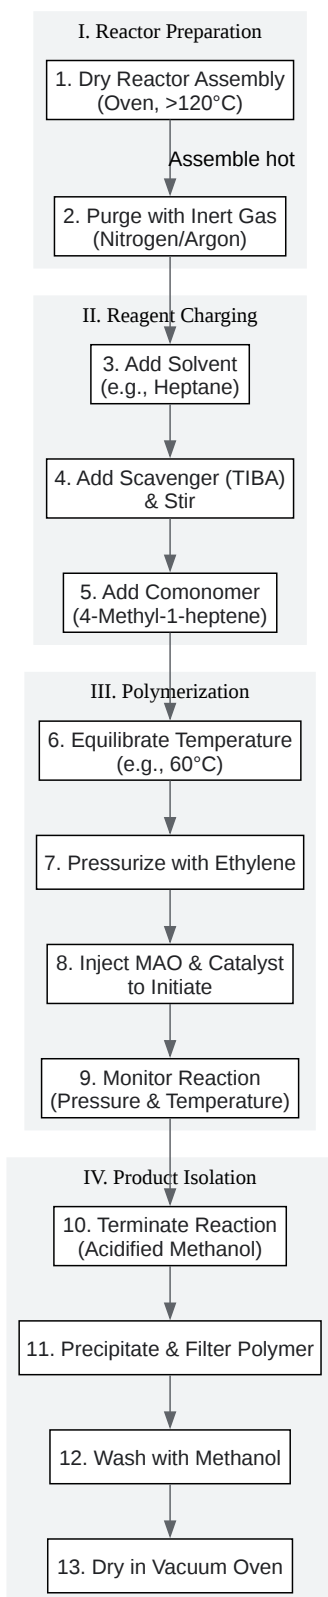 I. Reactor Preparation
1. Dry Reactor Assembly
(Oven, >120°C)
Assemble hot
2. Purge with Inert Gas
(Nitrogen/Argon)
II. Reagent Charging
3. Add Solvent
(e.g., Heptane)
4. Add Scavenger (TIBA)
& Stir
5. Add Comonomer
(4-Methyl-1-heptene)
III. Polymerization
6. Equilibrate Temperature
(e.g., 60°C)
7. Pressurize with Ethylene
8. Inject MAO & Catalyst
to Initiate
9. Monitor Reaction
(Pressure & Temperature)
IV. Product Isolation
10. Terminate Reaction
(Acidified Methanol)
11. Precipitate & Filter Polymer
12. Wash with Methanol
13. Dry in Vacuum Oven